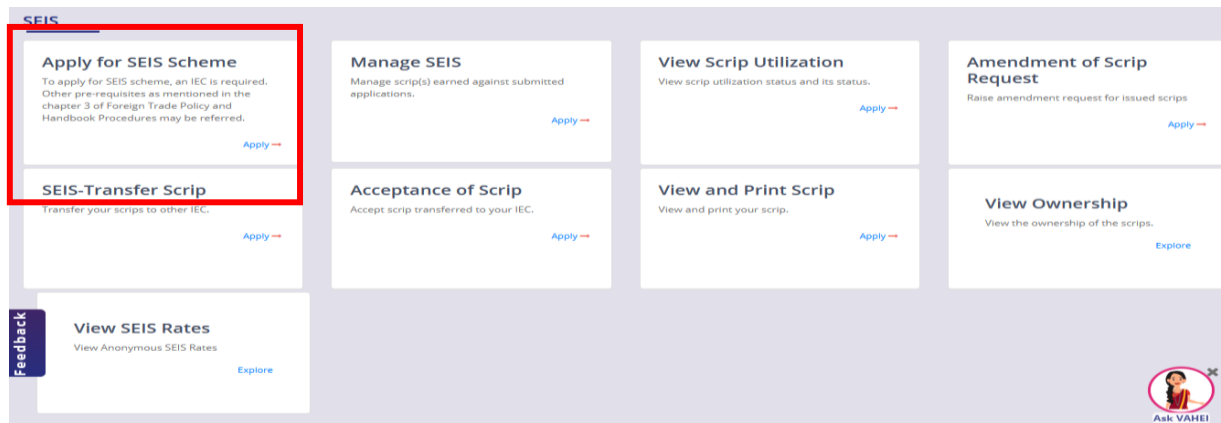 SEIS
Apply for SEIS Scheme
To apply for SEIS scheme, an IEC is required.
Other pre-requisites as mentioned in the
chapter 3 of Foreign Trade Policy and
Handbook Procedures may be referred.
Apply
Manage SEIS
Manage scrip(s) earned against submitted
applications.
Apply
View Scrip Utilization
View scrip utilization status and its status.
Apply
Amendment of Scrip
Request
Raise amendment request for issued scrips
Apply
SEIS-Transfer Scrip
Transfer your scrips to other IEC.
Apply
Acceptance of Scrip
Accept scrip transferred to your IEC.
Apply
View and Print Scrip
View and print your scrip.
Apply
View Ownership
View the ownership of the scrips.
Explore
Feedback
View SEIS Rates
View Anonymous SEIS Rates
Explore
Ask VAHEI